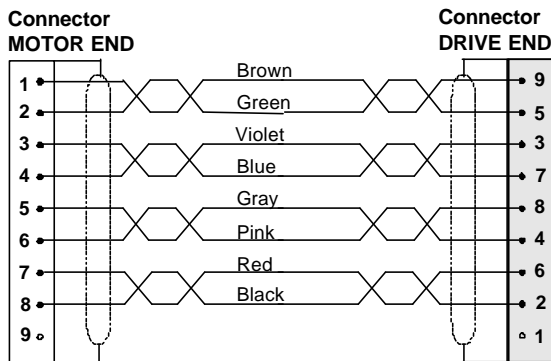 Connector
MOTOR END
Connector
DRIVE END
1 Brown 9
2 Green 5
3 Violet 3
4 Blue 7
5 Gray 8
6 Pink 4
7 Red 6
8 Black 2
9 1